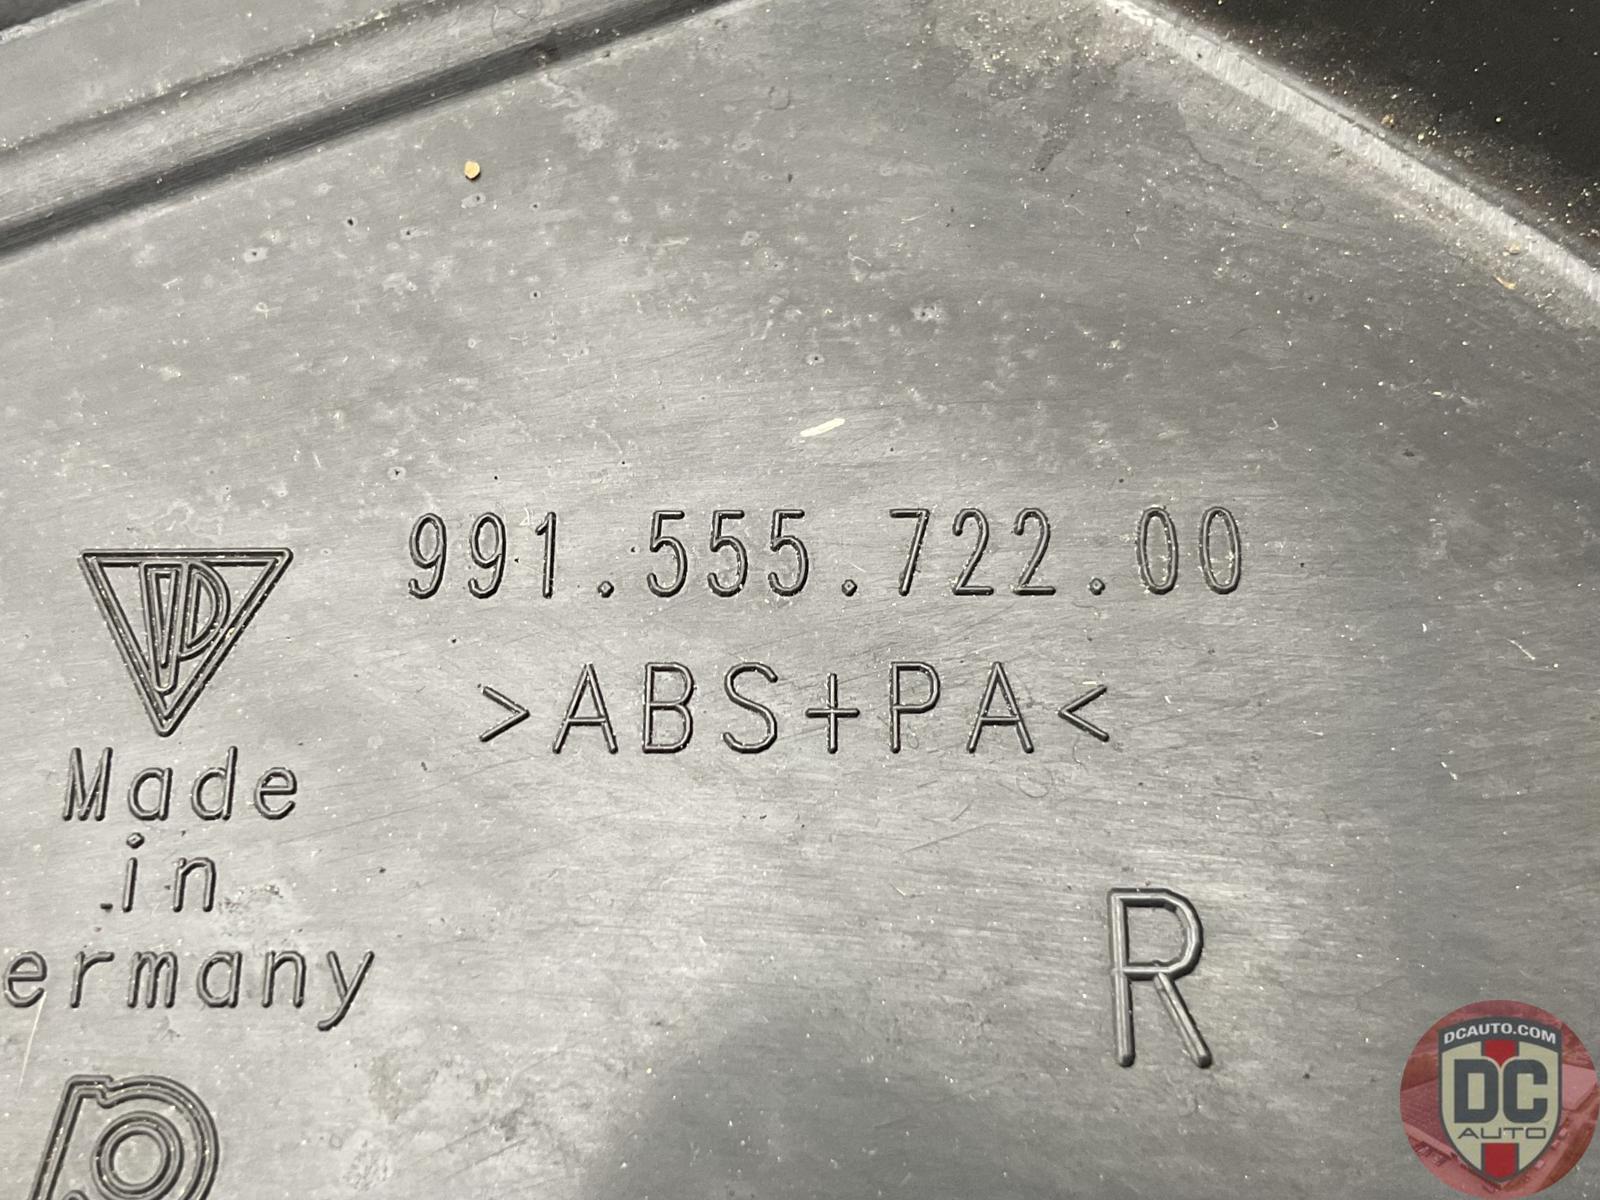 991.555.722.00
>ABS+PA<
Made
in
ermany
R
DCAUTO.COM
DC
AUTO